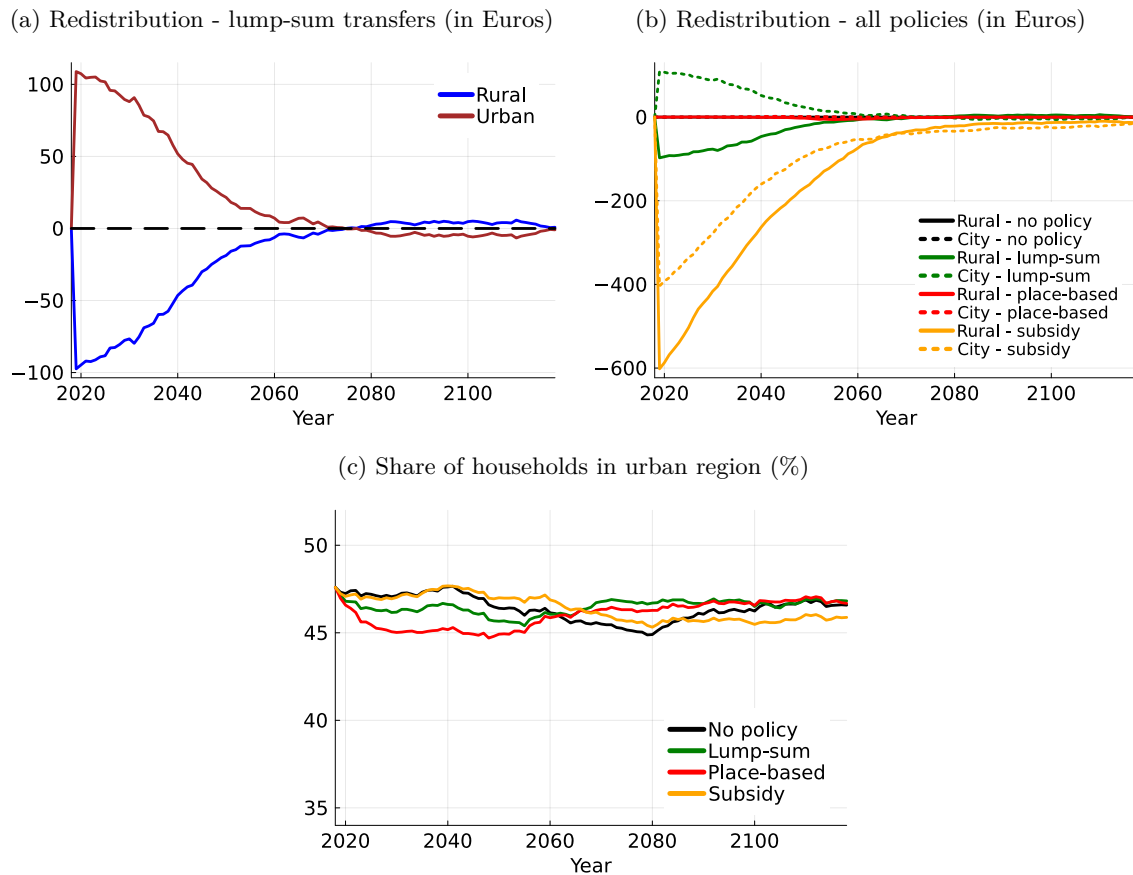 (a) Redistribution - lump-sum transfers (in Euros)
100
50
0
−50
−100
Rural
Urban
2020 2040 2060 2080 2100
Year
(b) Redistribution - all policies (in Euros)
0
−200
−400
−600
Rural - no policy
City - no policy
Rural - lump-sum
City - lump-sum
Rural - place-based
City - place-based
Rural - subsidy
City - subsidy
2020 2040 2060 2080 2100
Year
(c) Share of households in urban region (%)
50
45
40
35
No policy
Lump-sum
Place-based
Subsidy
2020 2040 2060 2080 2100
Year